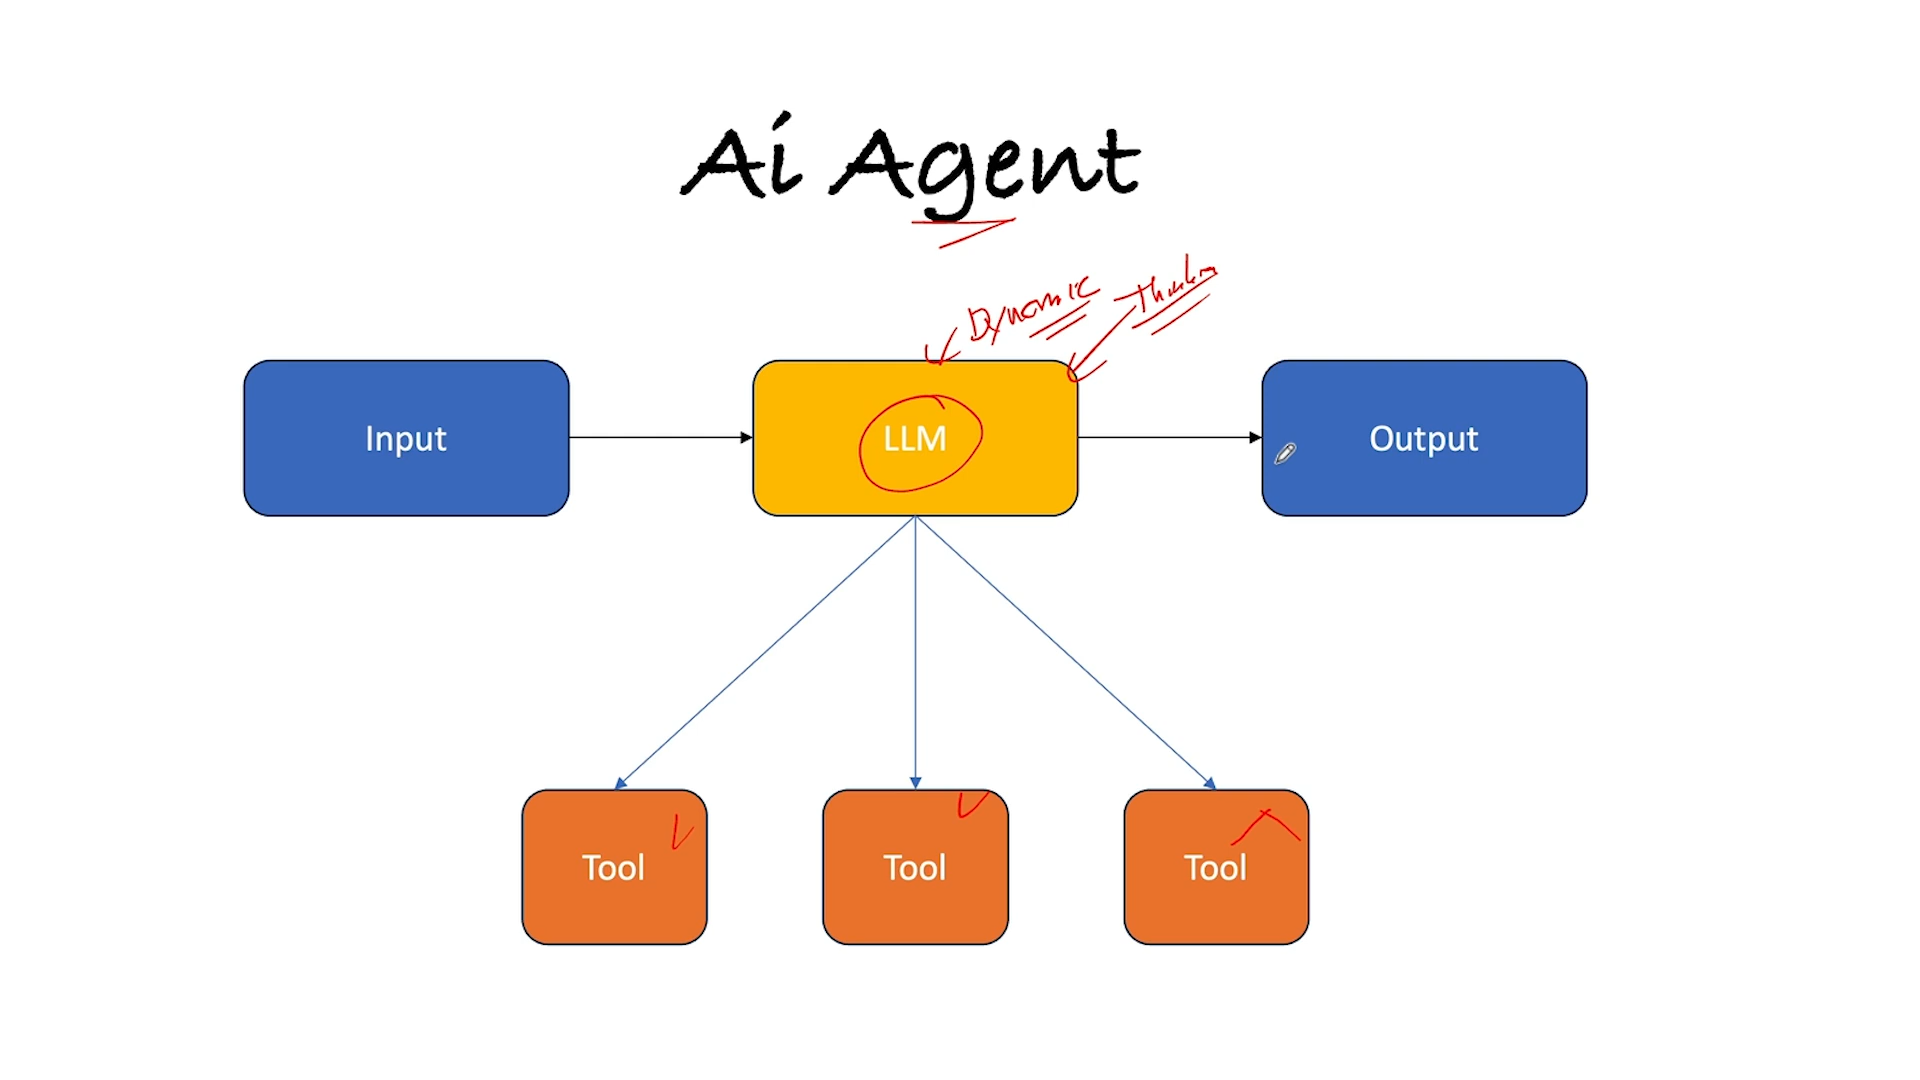 Ai Agent
Dynamic
Input
LLM
Output
Tool
Tool
Tool